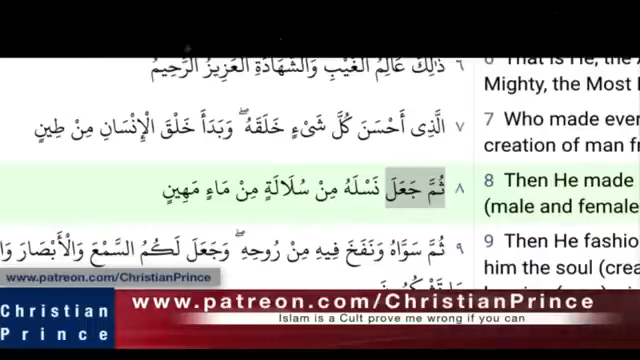 ذَٰلِكَ عَالِمُ الْغَيْبِ وَالشَّهَادَةِ الْعَزِيزُ الرَّحِيمُ ٦
6 That is He, the
Mighty, the Most
الَّذِي أَحْسَنَ كُلَّ شَيْءٍ خَلَقَهُ ۖ وَبَدَأَ خَلْقَ الْإِنْسَانِ مِنْ طِينٍ ٧
7 Who made ever
creation of man fr
ثُمَّ جَعَلَ نَسْلَهُ مِنْ سُلَالَةٍ مِنْ مَاءٍ مَهِينٍ ٨
8 Then He made
(male and female
ثُمَّ سَوَّاهُ وَنَفَخَ فِيهِ مِنْ رُوحِهِ ۖ وَجَعَلَ لَكُمُ السَّمْعَ وَالْأَبْصَارَ وَا ٩
9 Then He fashio
him the soul (crea
www.patreon.com/ChristianPrince
www.patreon.com/ChristianPrince
Christian
Prince
Islam is a Cult prove me wrong if you can